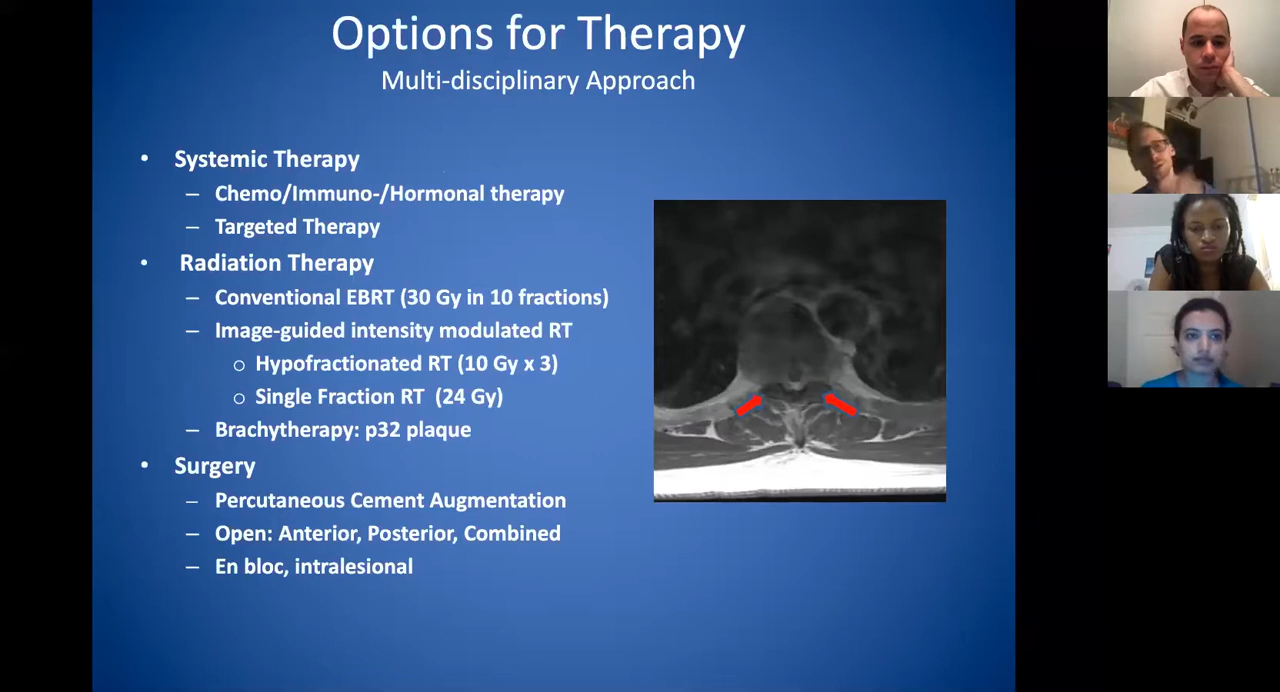 Options for Therapy
Multi-disciplinary Approach
• Systemic Therapy
– Chemo/Immuno-/Hormonal therapy
– Targeted Therapy
• Radiation Therapy
– Conventional EBRT (30 Gy in 10 fractions)
– Image-guided intensity modulated RT
o Hypofractionated RT (10 Gy x 3)
o Single Fraction RT (24 Gy)
– Brachytherapy: p32 plaque
• Surgery
– Percutaneous Cement Augmentation
– Open: Anterior, Posterior, Combined
– En bloc, intralesional